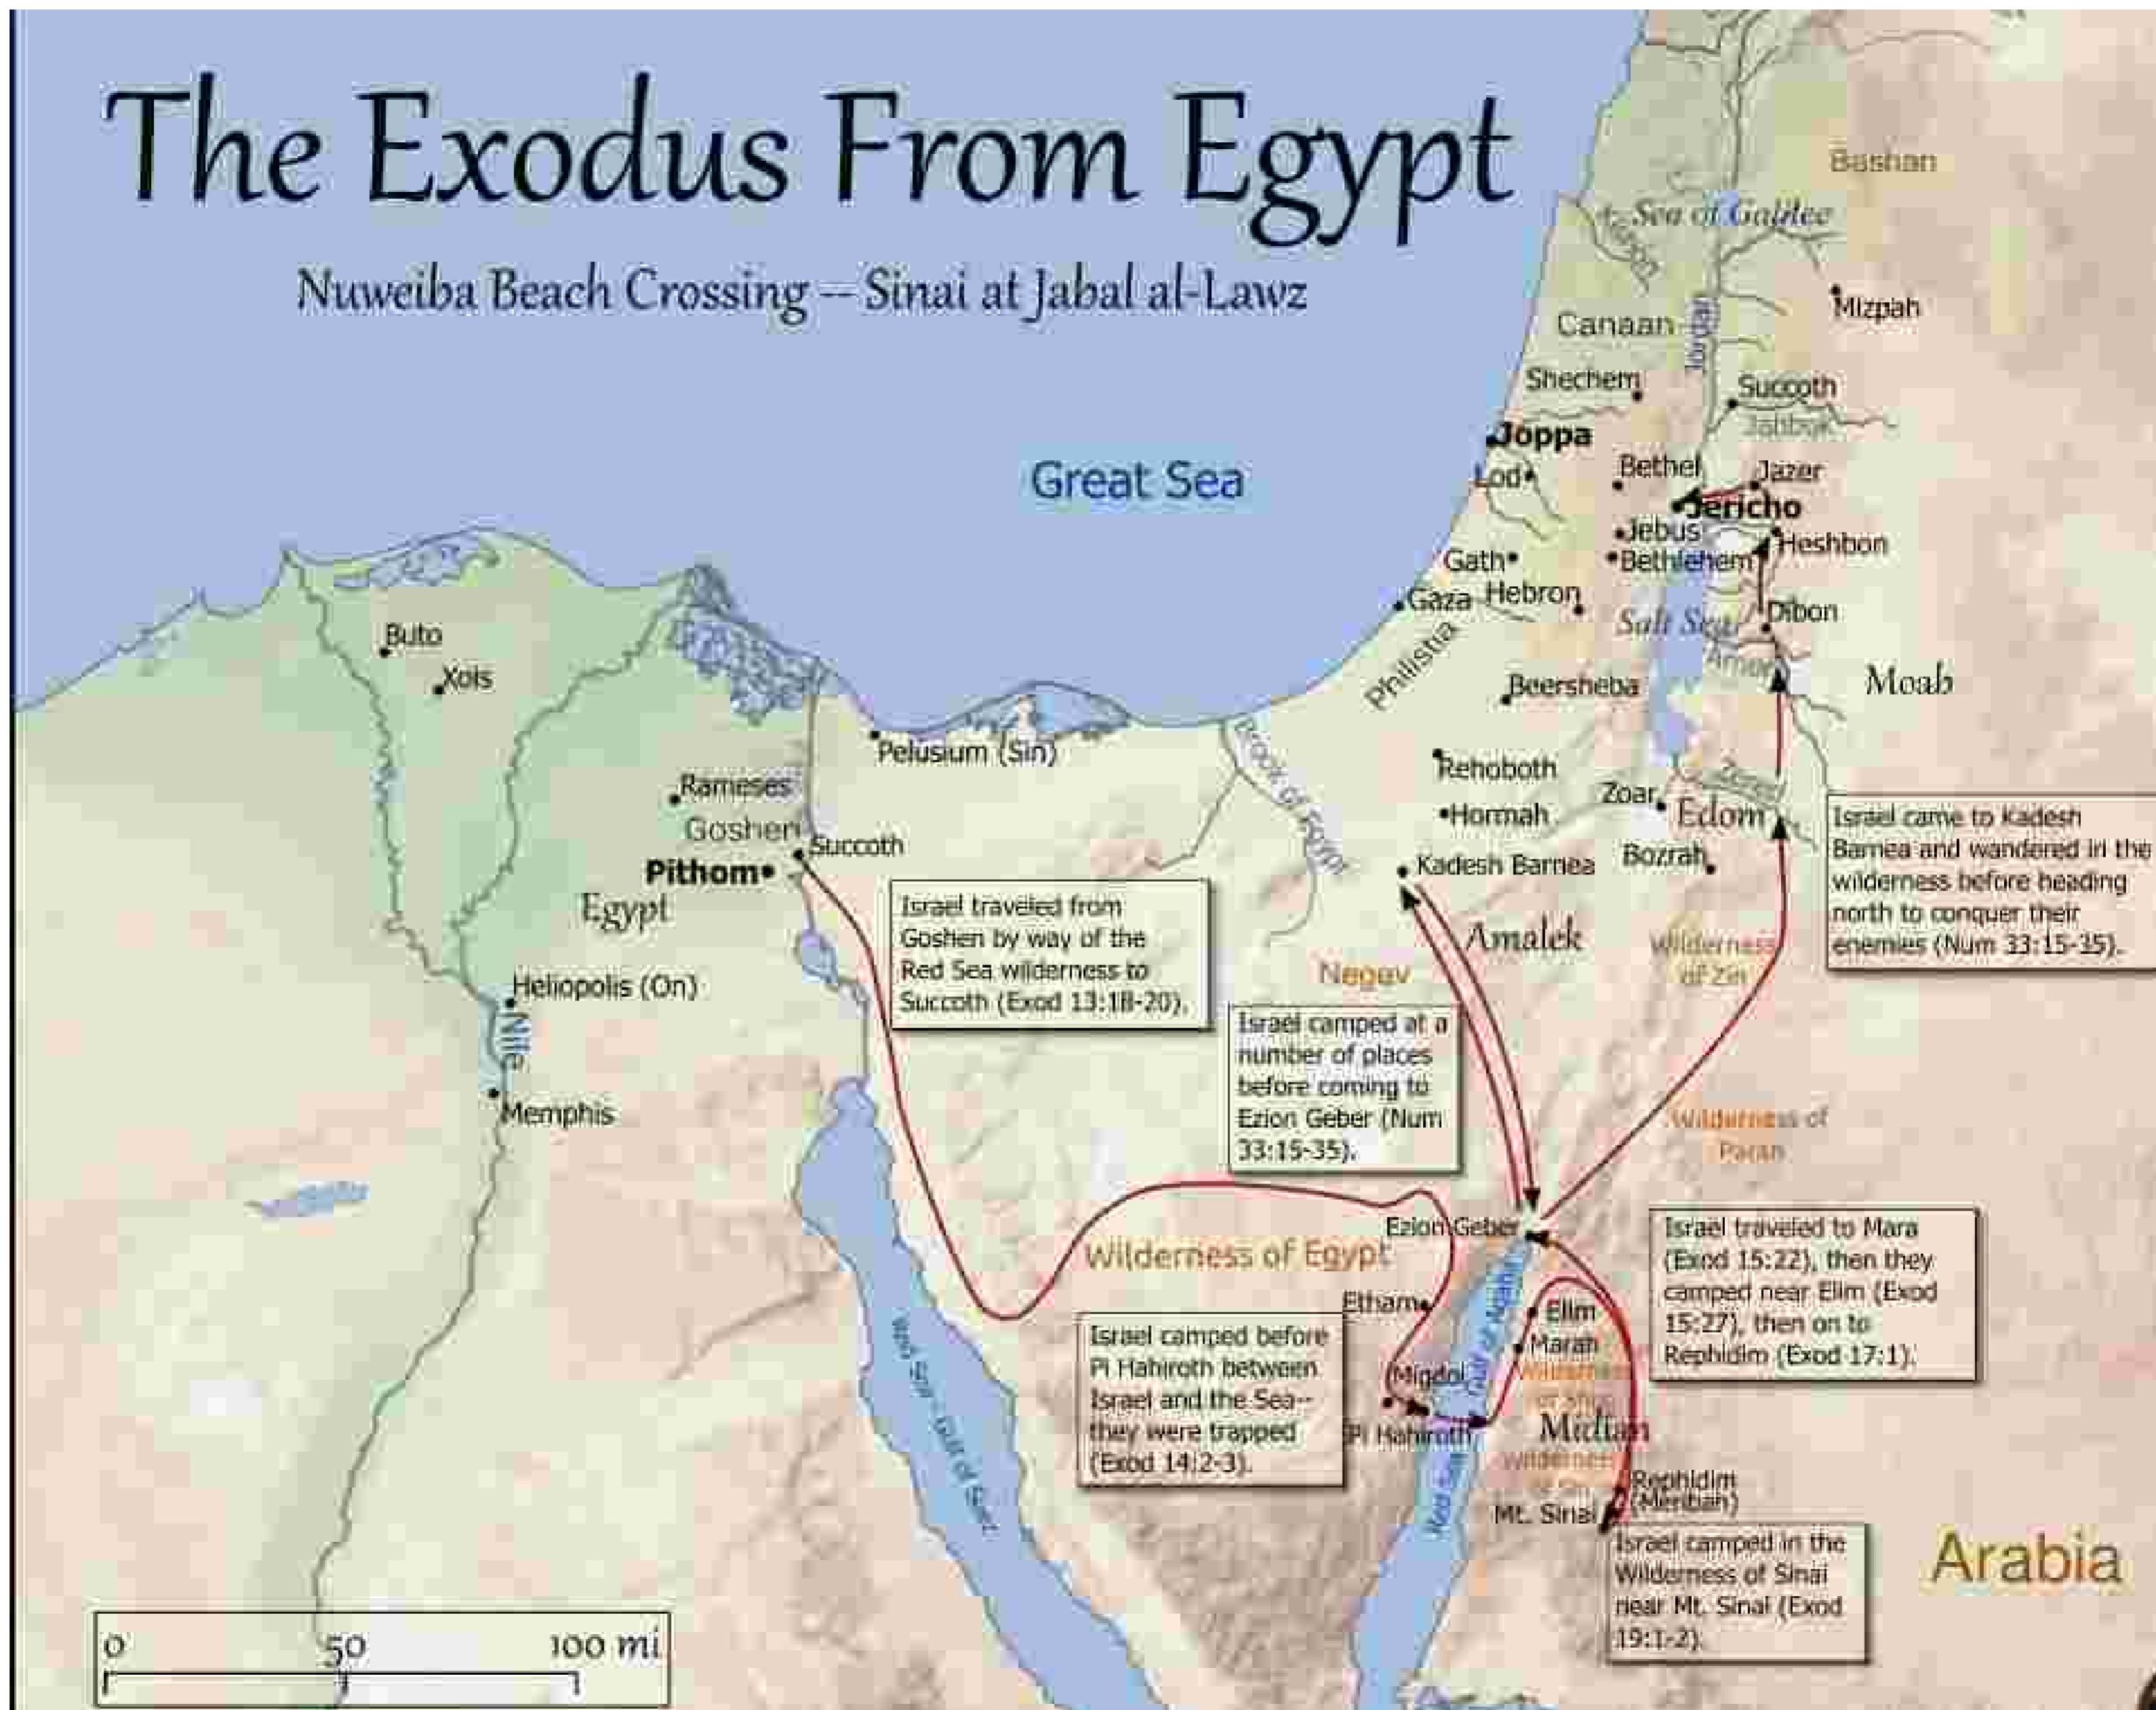 The Exodus From Egypt
Nuweiba Beach Crossing -- Sinai at Jabal al-Lawz
Great Sea
Bashan
Sea of Galilee
Mizpah
Canaan
Jordan
Shechem
Succoth
Jabbok
Joppa
Lod
Bethel
Jazer
Jericho
Jebus
Heshbon
Gath
Bethlehem
Gaza
Hebron
Salt Sea
Dibon
Philistia
Moab
Beersheba
Buto
Xois
Pelusium (Sin)
Brook of Egypt
Rehoboth
Rameses
Zoar
Hormah
Edom
Goshen
Succoth
Kadesh Barnea
Bozrah
Pithom
Egypt
Amalek
Wilderness
of Zin
Negev
Heliopolis (On)
Nile
Memphis
Israel traveled from
Goshen by way of the
Red Sea wilderness to
Succoth (Exod 13:18-20).
Israel came to Kadesh
Barnea and wandered in the
wilderness before heading
north to conquer their
enemies (Num 33:15-35).
Israel camped at a
number of places
before coming to
Ezion Geber (Num
33:15-35).
Wilderness of
Paran
Ezion Geber
Wilderness of Egypt
Etham
Elim
Marah
Israel traveled to Mara
(Exod 15:22), then they
camped near Elim (Exod
15:27), then on to
Rephidim (Exod 17:1).
Israel camped before
Pi Hahiroth between
Israel and the Sea--
they were trapped
(Exod 14:2-3).
Migdol
Pi Hahiroth
Wilderness
Midian
Wilderness
Rephidim
(Meribah)
Mt. Sinai
Israel camped in the
Wilderness of Sinai
near Mt. Sinai (Exod
19:1-2).
Arabia
0 50 100 mi